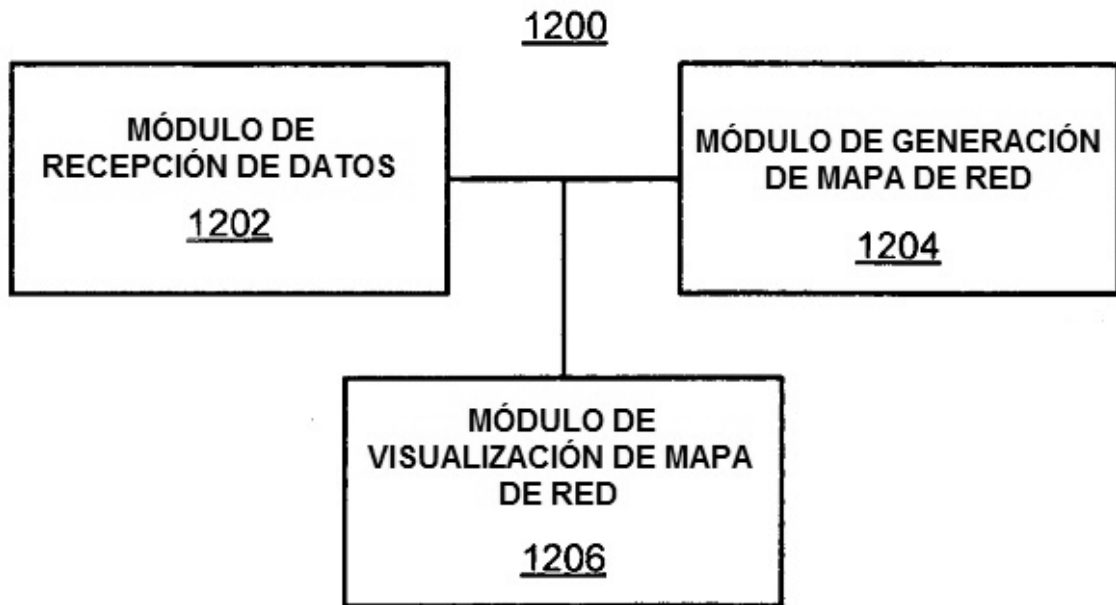 1200
MÓDULO DE
RECEPCIÓN DE DATOS
1202
MÓDULO DE GENERACIÓN
DE MAPA DE RED
1204
MÓDULO DE
VISUALIZACIÓN DE MAPA
DE RED
1206